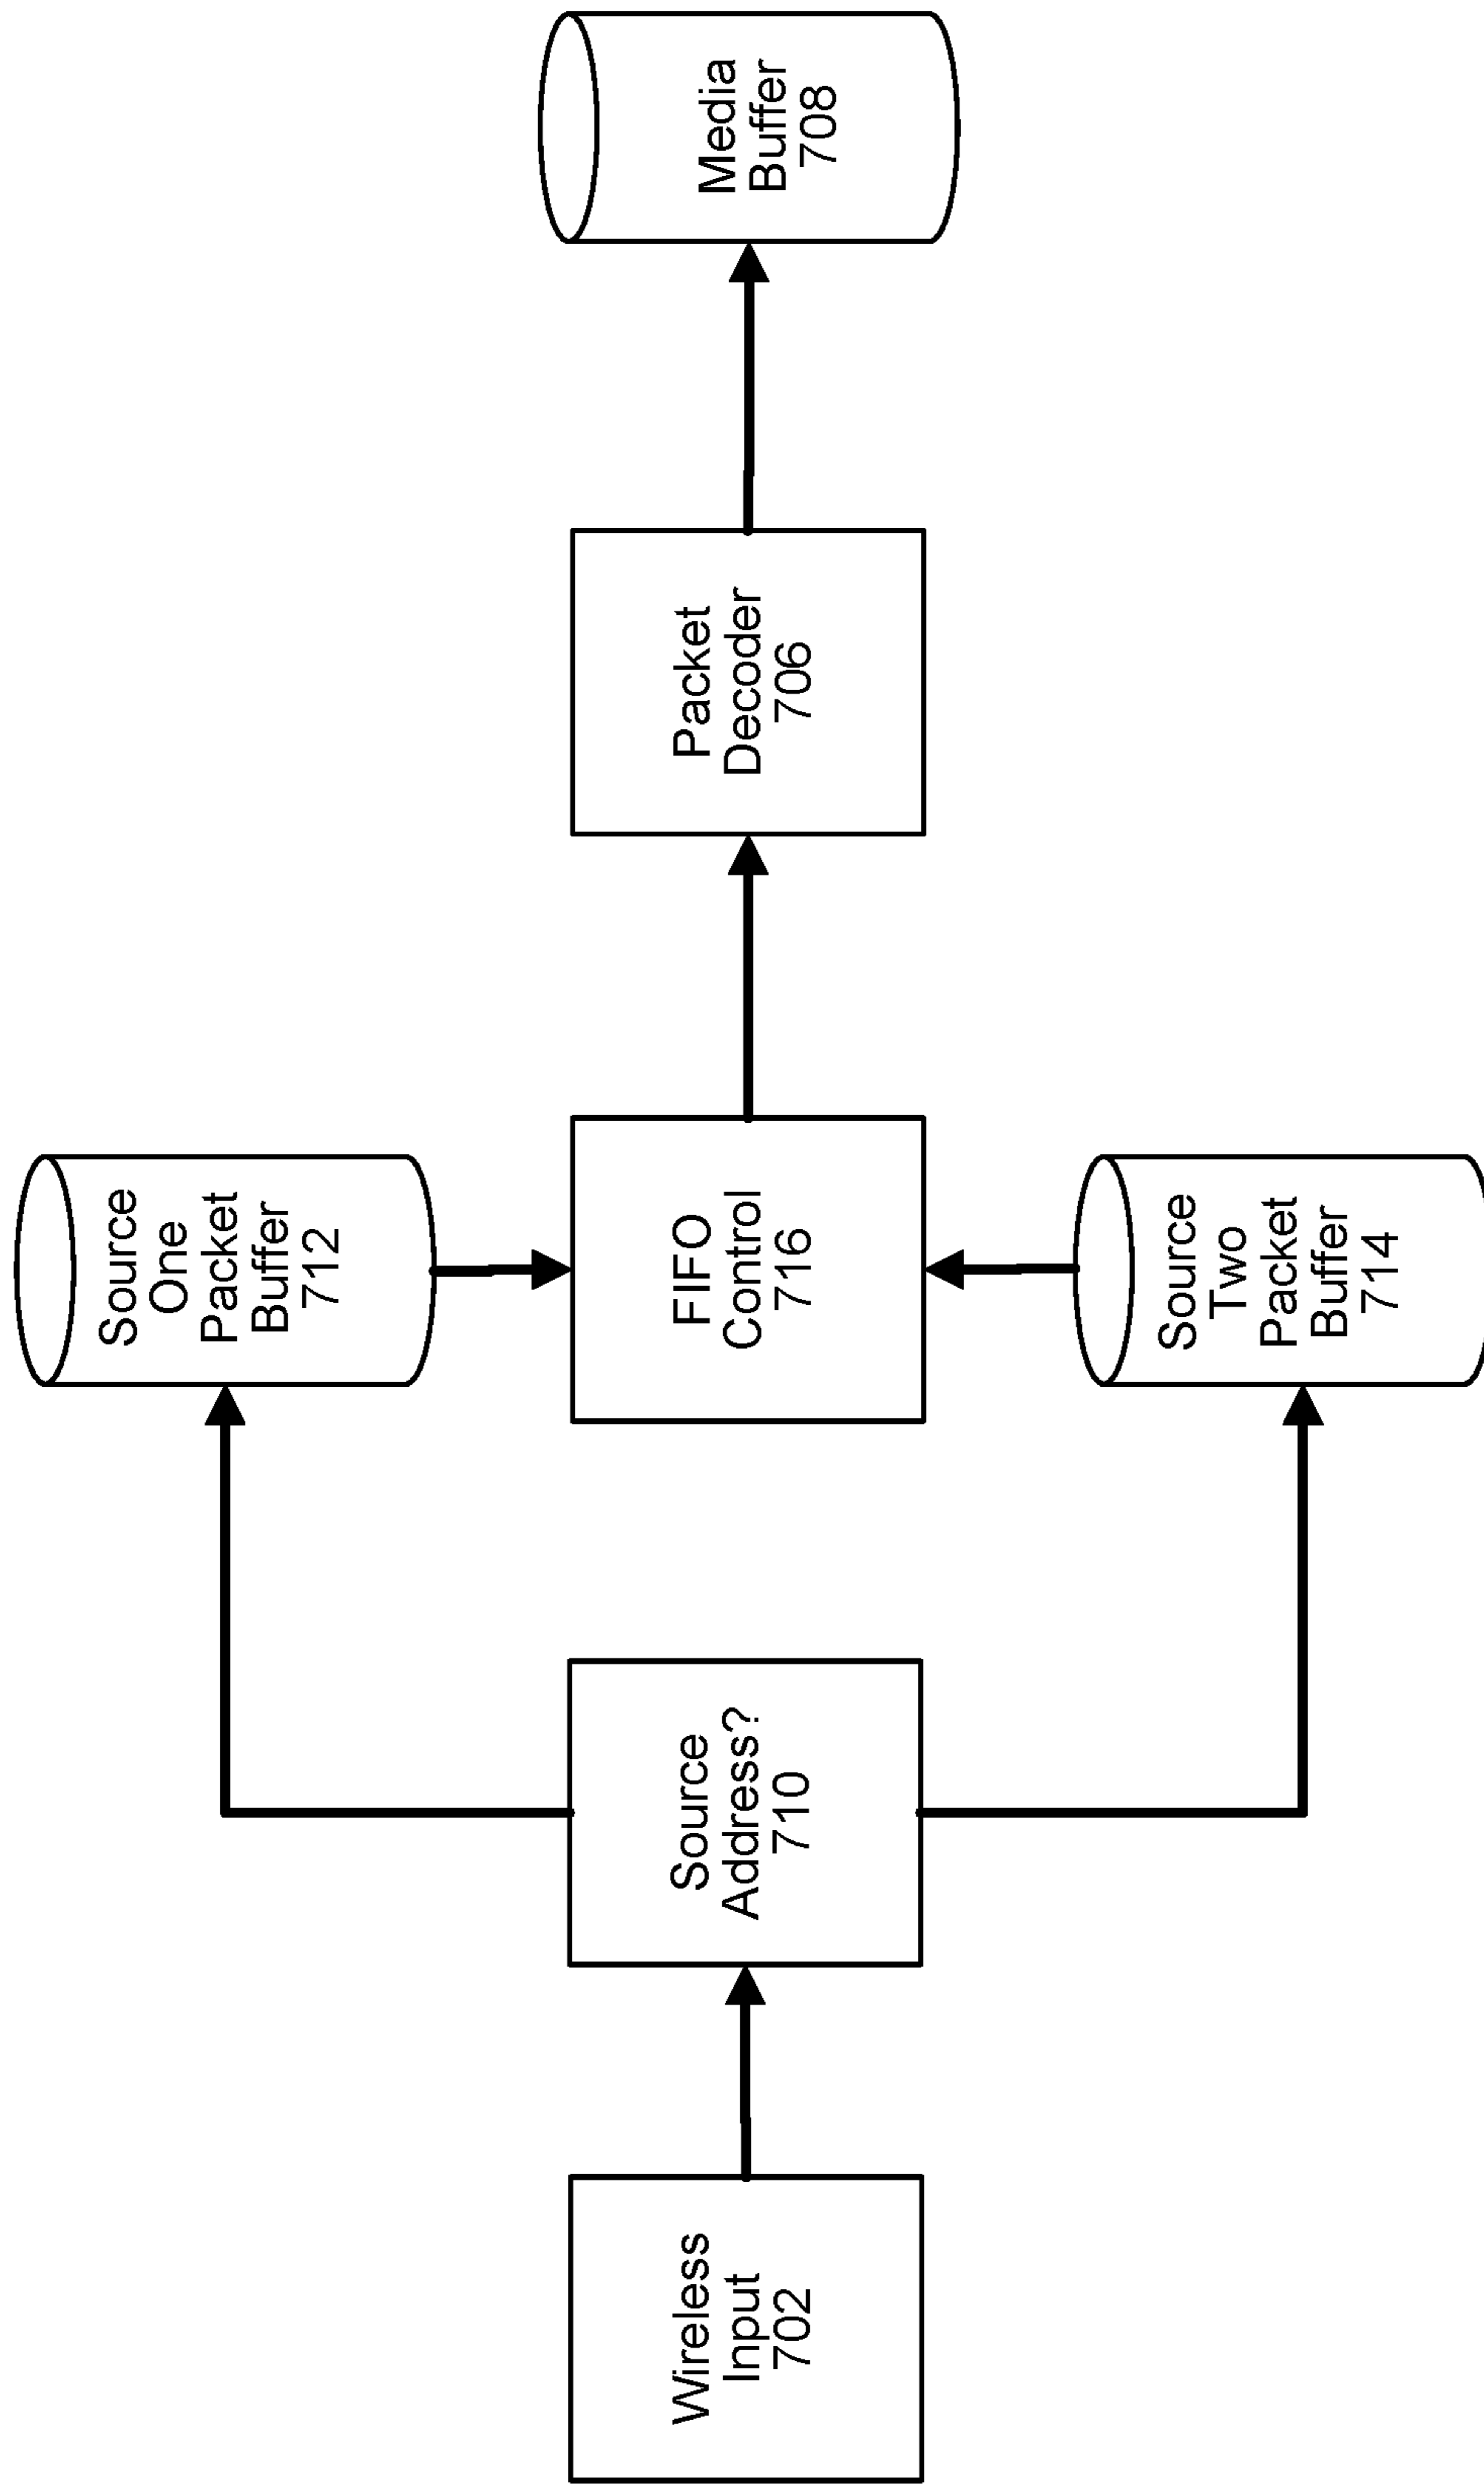 Wireless
Input
702
Source
Address?
710
Source
One
Packet
Buffer
712
FIFO
Control
716
Source
Two
Packet
Buffer
714
Packet
Decoder
706
Media
Buffer
708